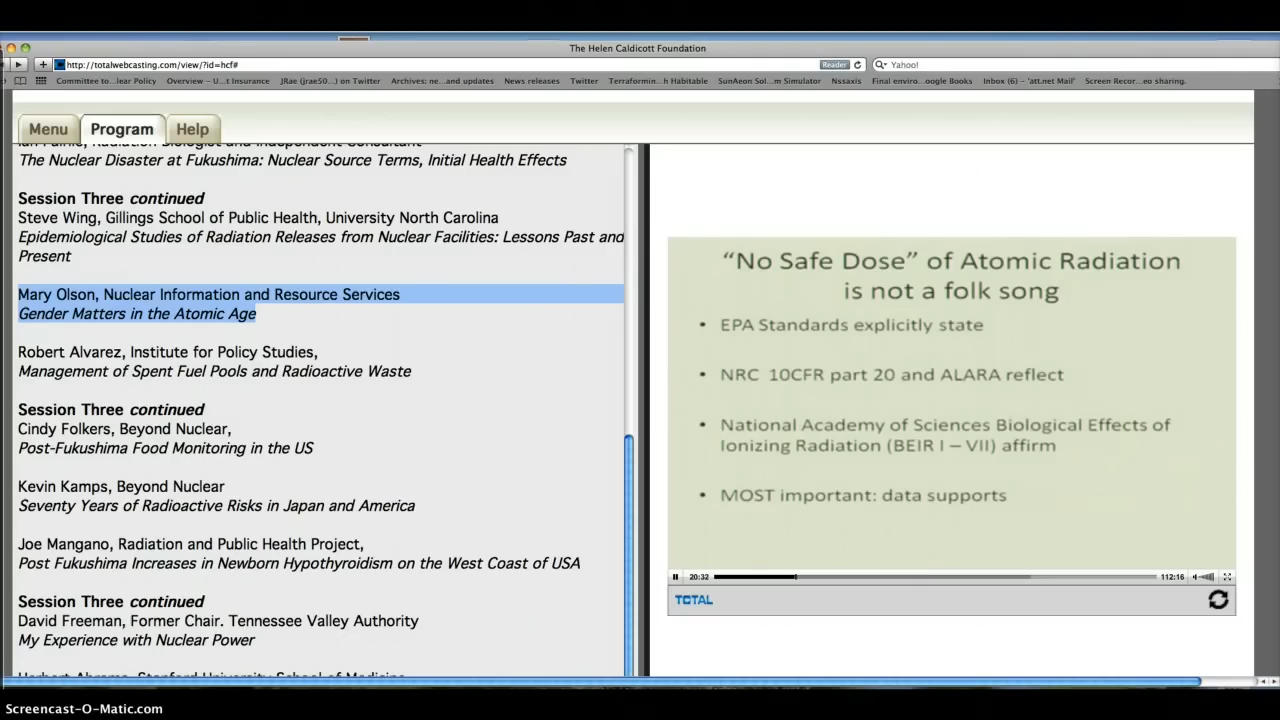 The Helen Caldicott Foundation
http://totalwebcasting.com/view/?id=hcf#
Reader
Yahoo!
Committee to...lear Policy
Overview – U...t Insurance
JRae (jrae50...) on Twitter
Archives: ne...and updates
News releases
Twitter
Terraformin...h Habitable
SunAeon Sol...m Simulator
Nssaxis
Final enviro...oogle Books
Inbox (6) – 'att.net Mail'
Screen Recor...eo sharing.
Menu
Program
Help
The Nuclear Disaster at Fukushima: Nuclear Source Terms, Initial Health Effects
Session Three continued
Steve Wing, Gillings School of Public Health, University North Carolina
Epidemiological Studies of Radiation Releases from Nuclear Facilities: Lessons Past and
Present
Mary Olson, Nuclear Information and Resource Services
Gender Matters in the Atomic Age
Robert Alvarez, Institute for Policy Studies,
Management of Spent Fuel Pools and Radioactive Waste
Session Three continued
Cindy Folkers, Beyond Nuclear,
Post-Fukushima Food Monitoring in the US
Kevin Kamps, Beyond Nuclear
Seventy Years of Radioactive Risks in Japan and America
Joe Mangano, Radiation and Public Health Project,
Post Fukushima Increases in Newborn Hypothyroidism on the West Coast of USA
Session Three continued
David Freeman, Former Chair. Tennessee Valley Authority
My Experience with Nuclear Power
"No Safe Dose" of Atomic Radiation
is not a folk song
• EPA Standards explicitly state
• NRC 10CFR part 20 and ALARA reflect
• National Academy of Sciences Biological Effects of
Ionizing Radiation (BEIR I – VII) affirm
• MOST important: data supports
20:32
112:16
TOTAL
Screencast-O-Matic.com